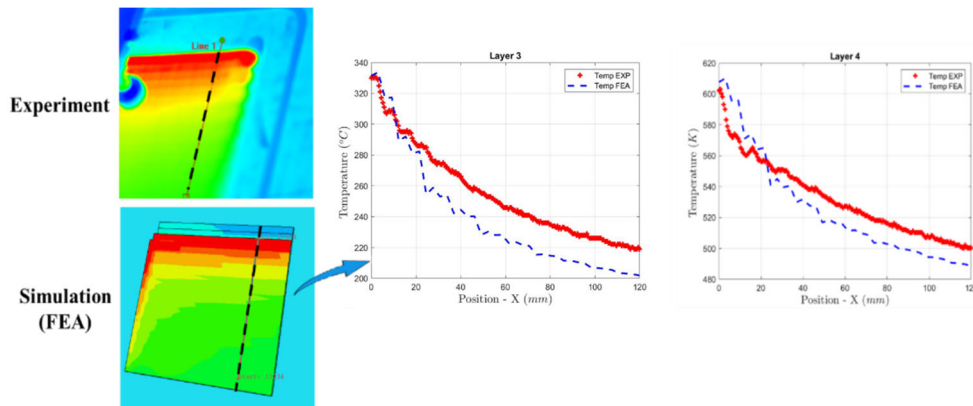 Experiment
Line 1
Simulation
(FEA)
Layer 3
Temp EXP
Temp FEA
Temperature (°C)
340
320
300
280
260
240
220
200
0 20 40 60 80 100 120
Position - X (mm)
Layer 4
Temp EXP
Temp FEA
Temperature (K)
620
600
580
560
540
520
500
480
0 20 40 60 80 100 120
Position - X (mm)